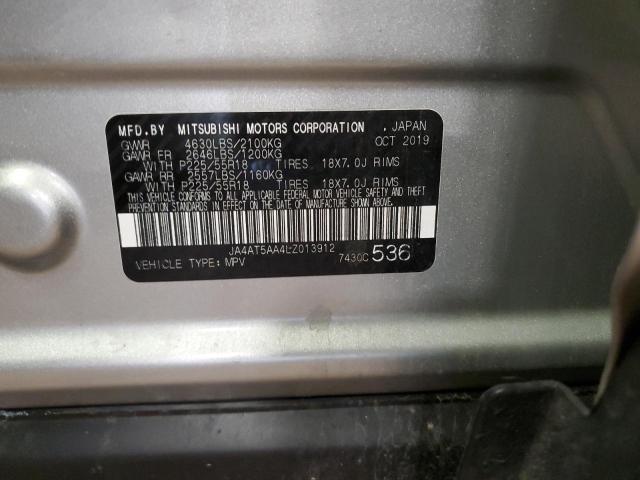 MFD.BY MITSUBISHI MOTORS CORPORATION . JAPAN
GVWR 4630LBS/2100KG OCT 2019
GAWR FR 2646LBS/1200KG
WITH P225/55R18 TIRES. 18X7.0J RIMS
GAWR RR 2557LBS/1160KG
WITH P225/55R18 TIRES. 18X7.0J RIMS
THIS VEHICLE CONFORMS TO ALL APPLICABLE
FEDERAL MOTOR VEHICLE SAFETY AND THEFT
PREVENTION STANDARDS IN EFFECT ON THE DATE OF MANUFACTURE SHOWN ABOVE.
JA4AT5AA4LZ013912
VEHICLE TYPE: MPV 7430C 536